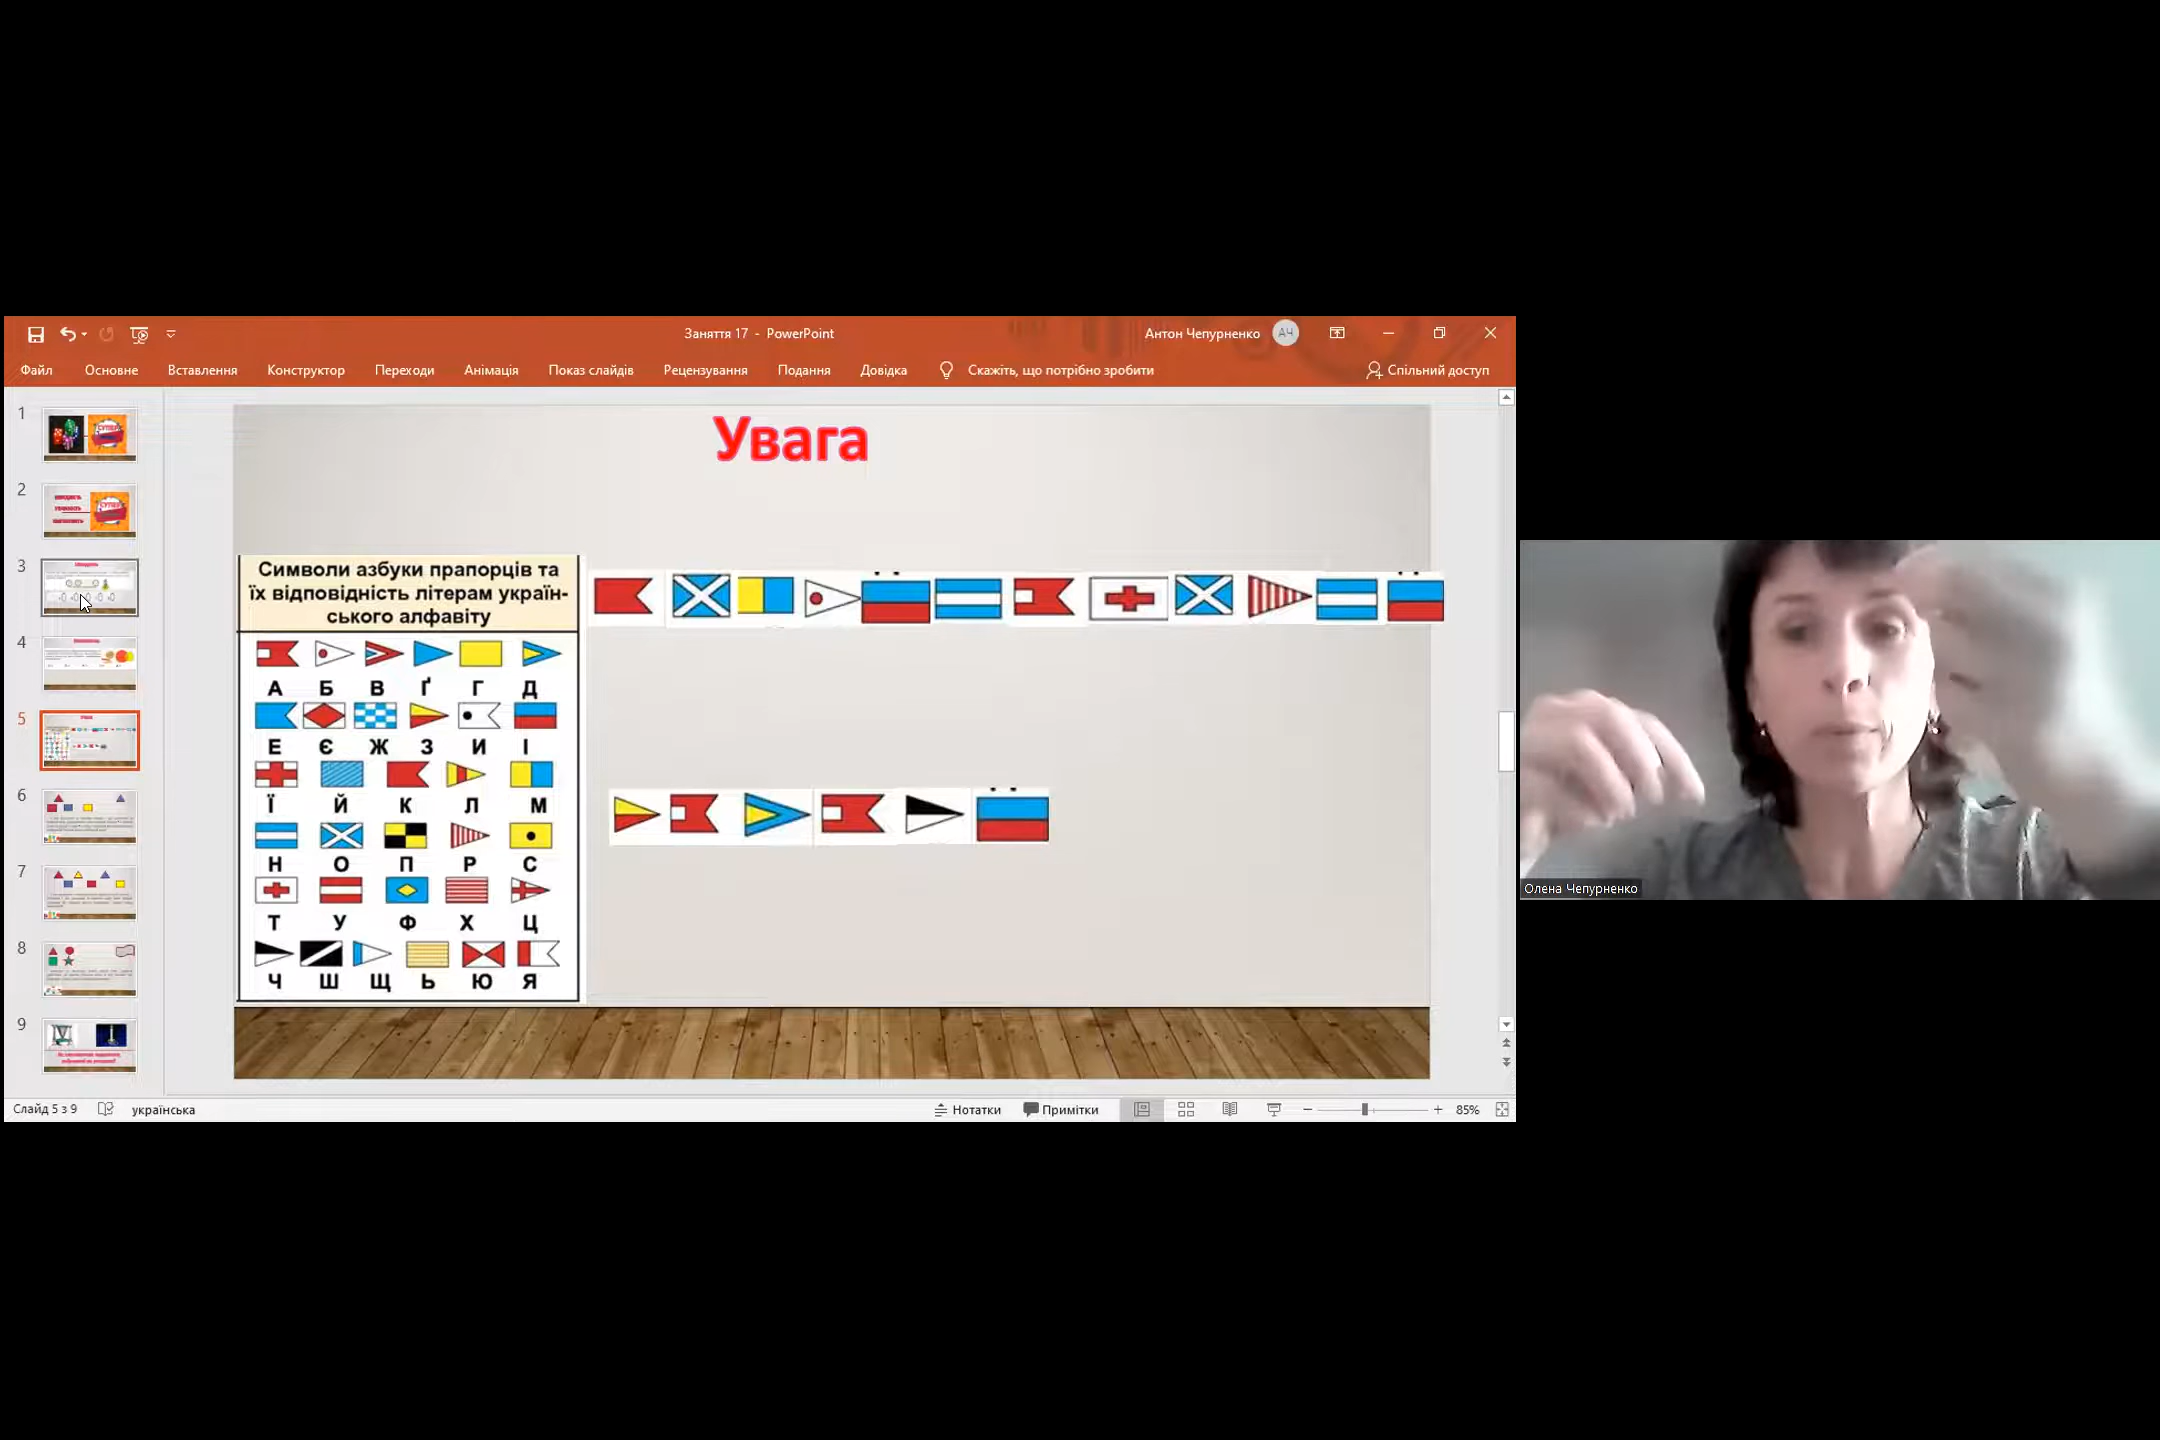 Заняття 17 - PowerPoint
Антон Чепурненко
АЧ
Файл
Основне
Вставлення
Конструктор
Переходи
Анімація
Показ слайдів
Рецензування
Подання
Довідка
Скажіть, що потрібно зробити
Спільний доступ
1
2
3
4
5
6
7
8
9
Увага
Символи азбуки прапорців та
їх відповідність літерам україн-
ського алфавіту
А Б В Ґ Г Д
Е Є Ж З И І
Ї Й К Л М
Н О П Р С
Т У Ф Х Ц
Ч Ш Щ Ь Ю Я
Олена Чепурненко
Слайд 5 з 9
українська
Нотатки
Примітки
85%